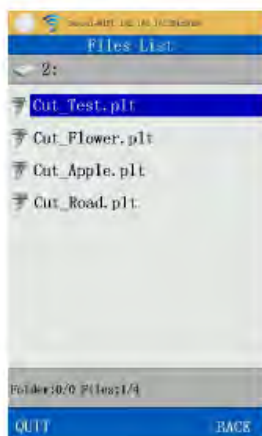 Files List
2:
Cut_Test.plt
Cut_Flower.plt
Cut_Apple.plt
Cut_Road.plt
Folder:0/0 Files:1/4
QUIT BACK